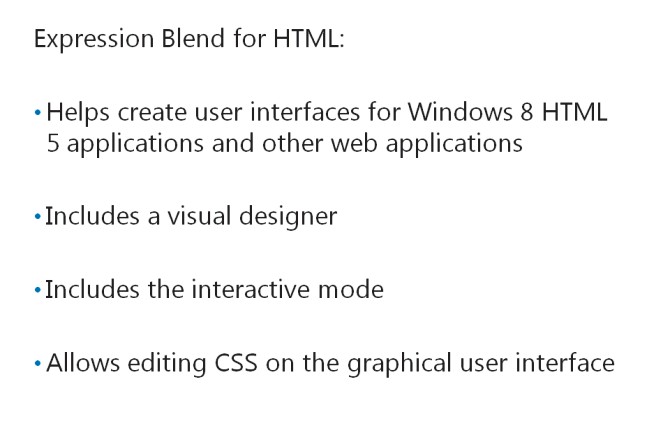 Expression Blend for HTML:
• Helps create user interfaces for Windows 8 HTML
5 applications and other web applications
• Includes a visual designer
• Includes the interactive mode
• Allows editing CSS on the graphical user interface